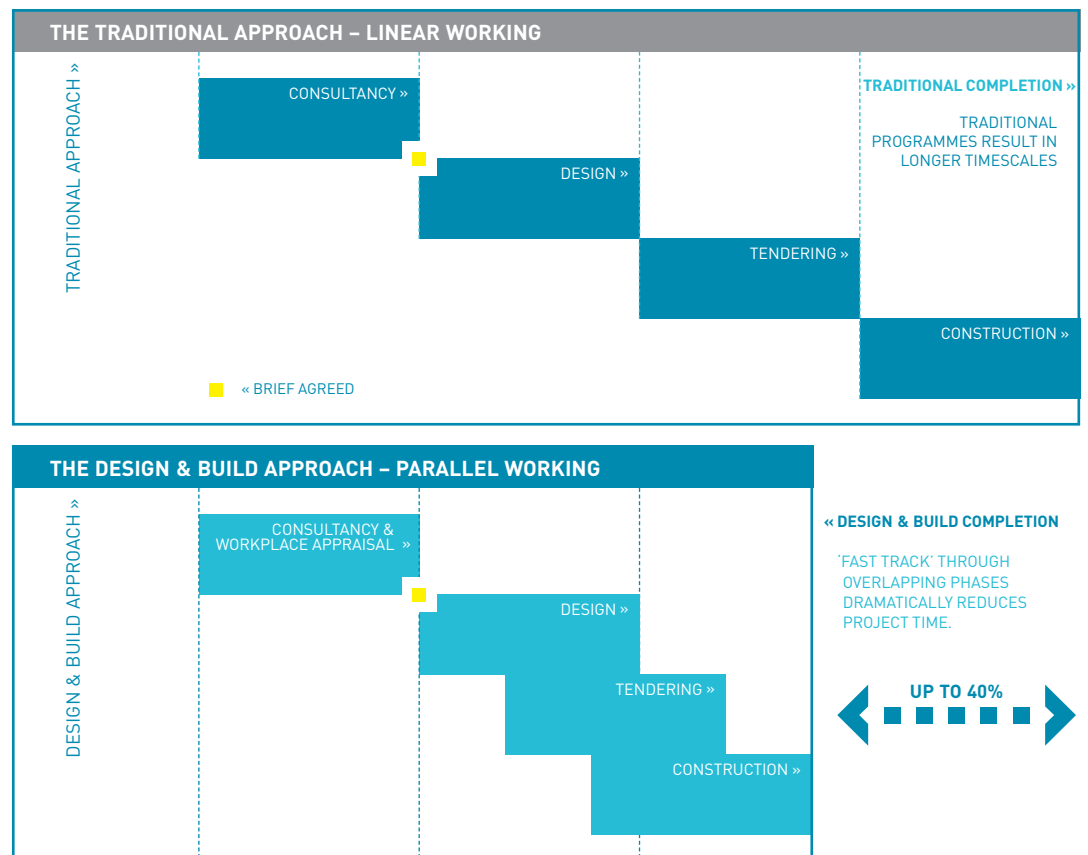 THE TRADITIONAL APPROACH – LINEAR WORKING
TRADITIONAL APPROACH »
CONSULTANCY »
DESIGN »
TENDERING »
CONSTRUCTION »
TRADITIONAL COMPLETION »
TRADITIONAL
PROGRAMMES RESULT IN
LONGER TIMESCALES
« BRIEF AGREED
THE DESIGN & BUILD APPROACH – PARALLEL WORKING
DESIGN & BUILD APPROACH »
CONSULTANCY &
WORKPLACE APPRAISAL »
DESIGN »
TENDERING »
CONSTRUCTION »
« DESIGN & BUILD COMPLETION
‘FAST TRACK’ THROUGH
OVERLAPPING PHASES
DRAMATICALLY REDUCES
PROJECT TIME.
UP TO 40%